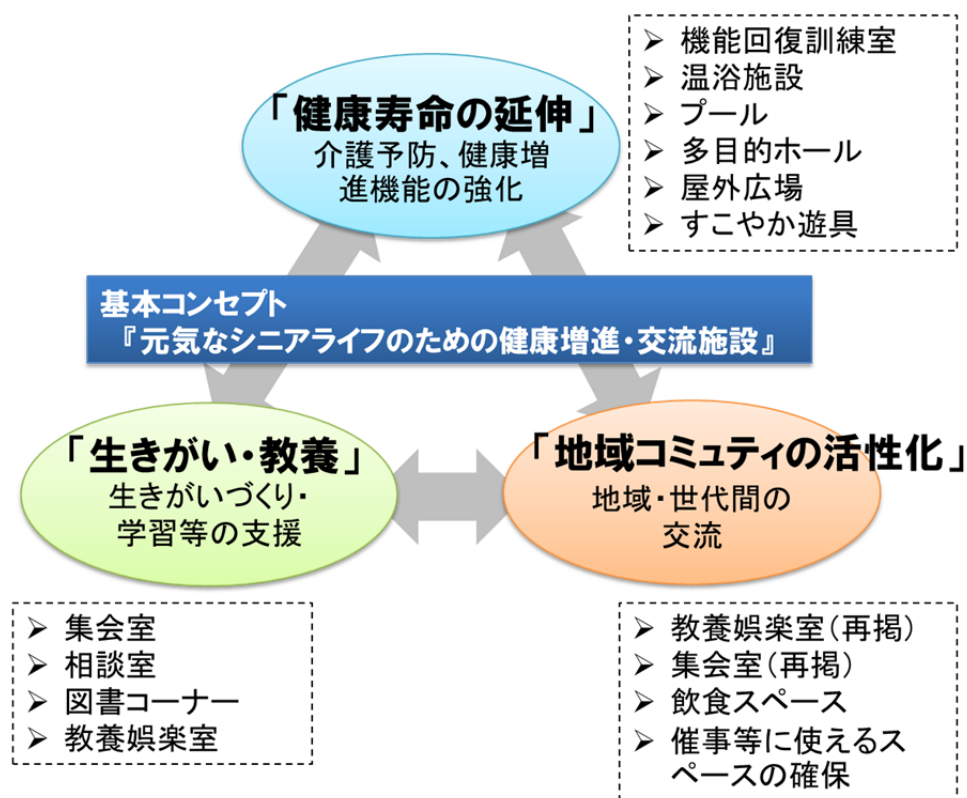 「健康寿命の延伸」
介護予防、健康増
進機能の強化
➢ 機能回復訓練室
➢ 温浴施設
➢ プール
➢ 多目的ホール
➢ 屋外広場
➢ すこやか遊具
基本コンセプト
『元気なシニアライフのための健康増進・交流施設』
「生きがい・教養」
生きがいづくり・
学習等の支援
「地域コミュティの活性化」
地域・世代間の
交流
➢ 集会室
➢ 相談室
➢ 図書コーナー
➢ 教養娯楽室
➢ 教養娯楽室(再掲)
➢ 集会室(再掲)
➢ 飲食スペース
➢ 催事等に使えるス
ペースの確保